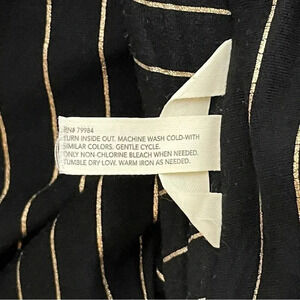 RN# 79984
TURN INSIDE OUT. MACHINE WASH COLD-WITH
SIMILAR COLORS. GENTLE CYCLE.
ONLY NON-CHLORINE BLEACH WHEN NEEDED.
TUMBLE DRY LOW. WARM IRON AS NEEDED.